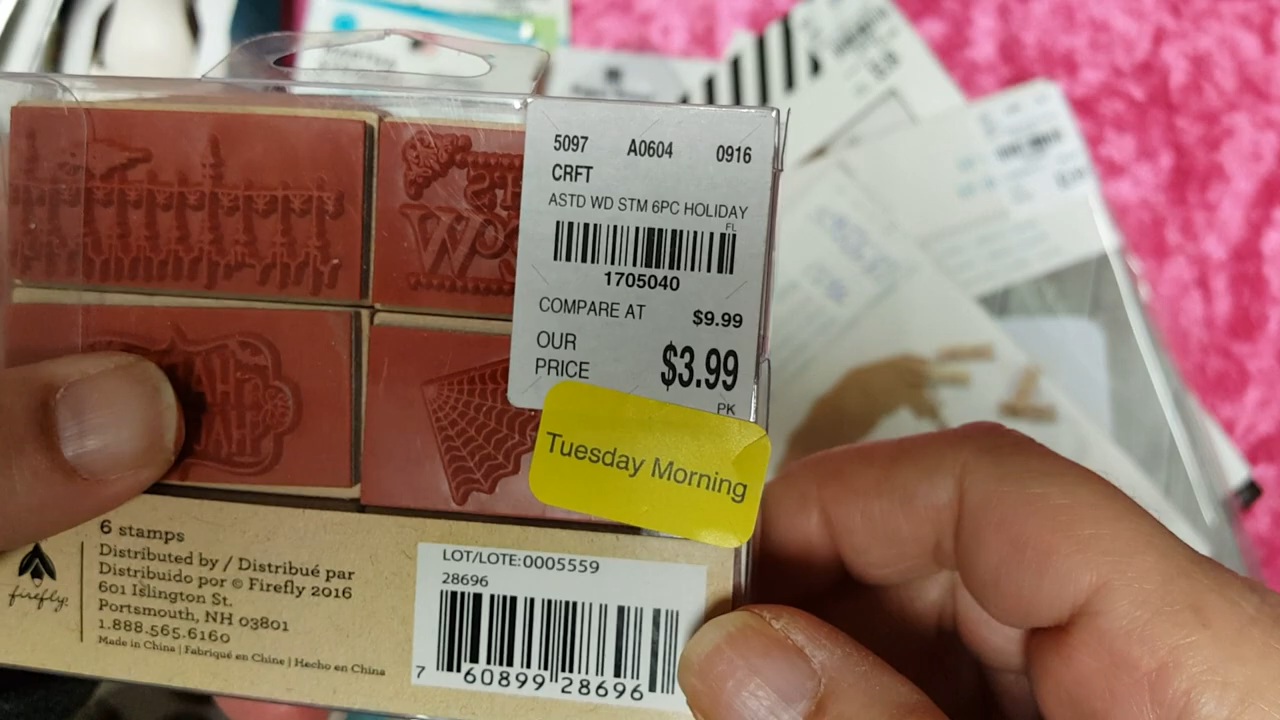 5097 A0604 0916
CRFT
ASTD WD STM 6PC HOLIDAY
FL
1705040
COMPARE AT $9.99
OUR
PRICE $3.99
PK
Tuesday Morning
6 stamps
Distributed by / Distribué par
Distribuido por © Firefly 2016
601 Islington St.
Portsmouth, NH 03801
1.888.565.6160
Made in China | Fabriqué en Chine | Hecho en China
firefly.
LOT/LOTE:0005559
28696
7 60899 28696